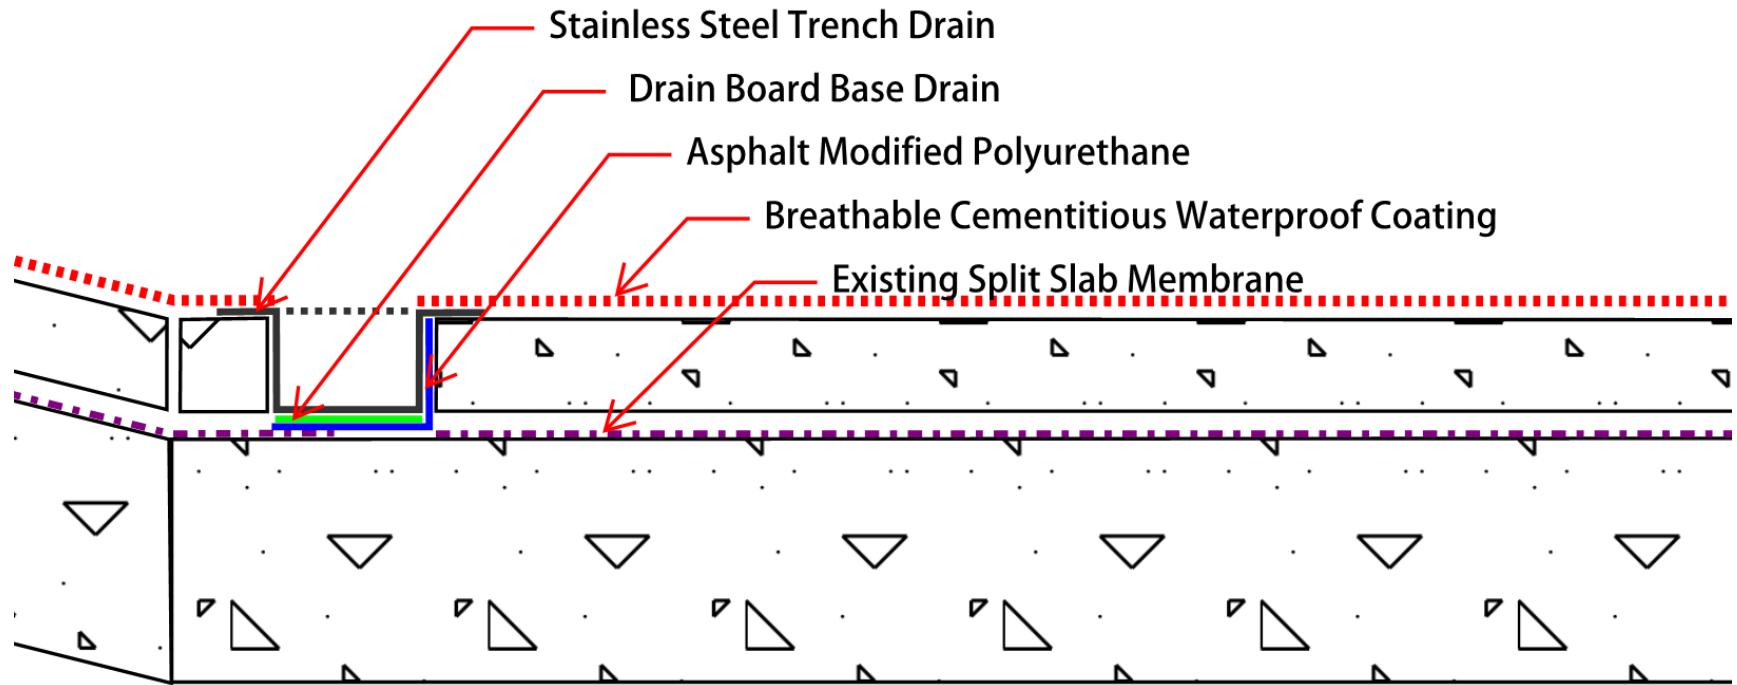 Stainless Steel Trench Drain
Drain Board Base Drain
Asphalt Modified Polyurethane
Breathable Cementitious Waterproof Coating
Existing Split Slab Membrane